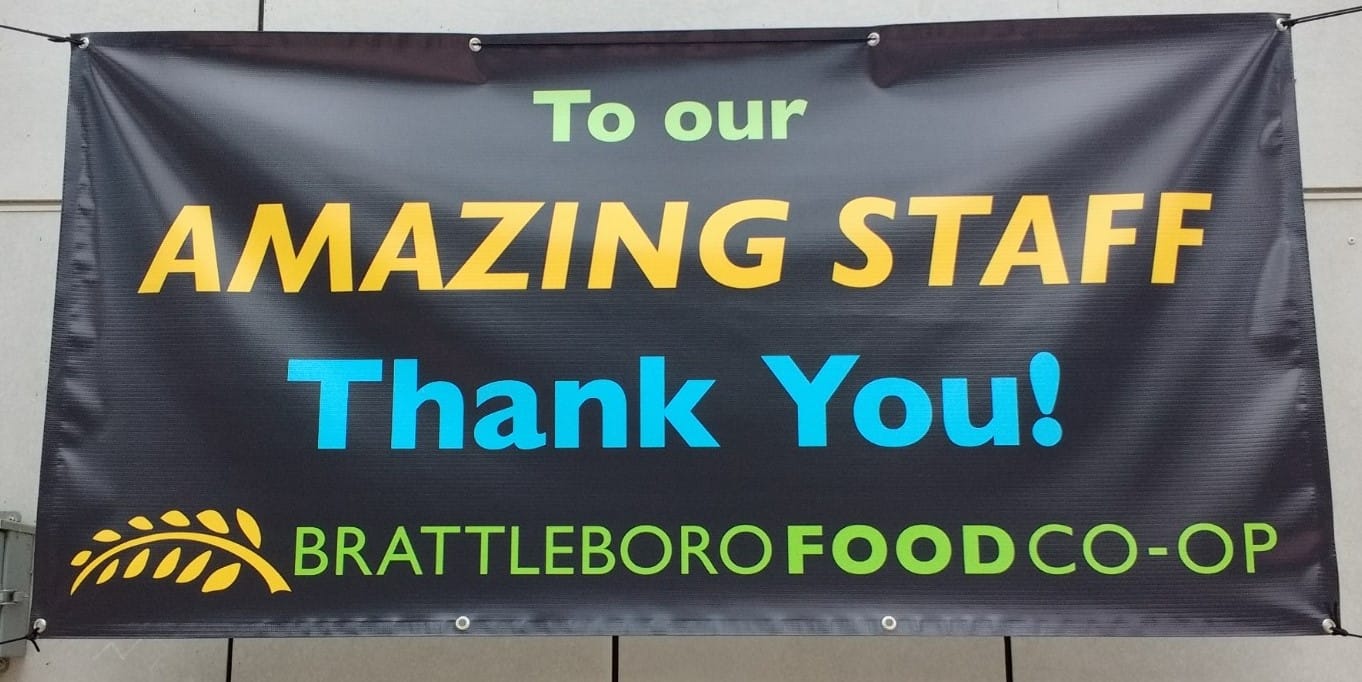 To our
AMAZING STAFF
Thank You!
BRATTLEBORO FOOD CO-OP